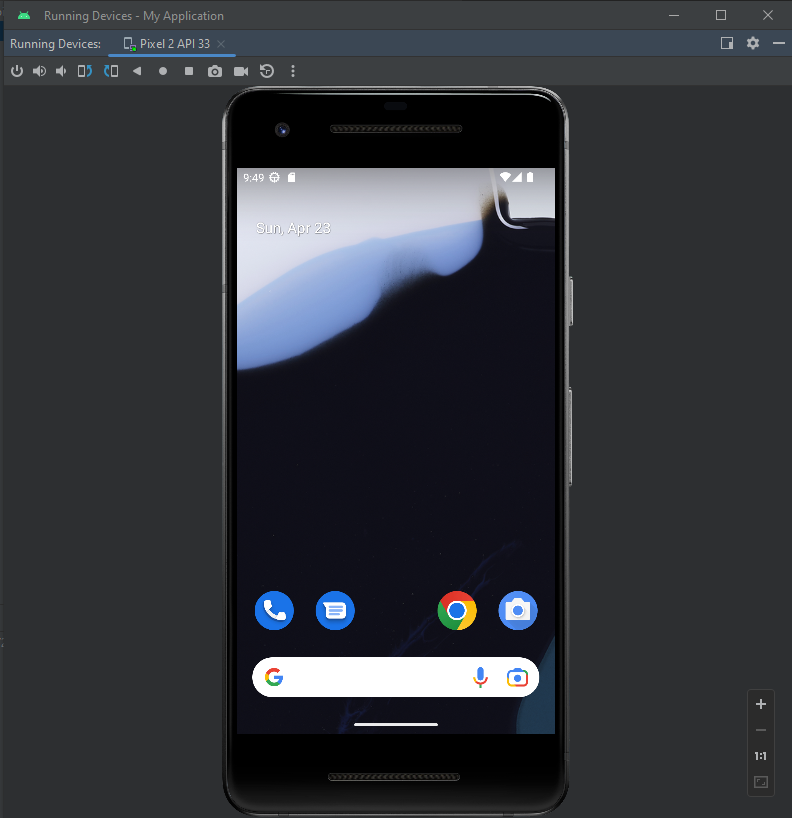 Running Devices - My Application
Running Devices: Pixel 2 API 33
9:49
Sun, Apr 23
G
1:1